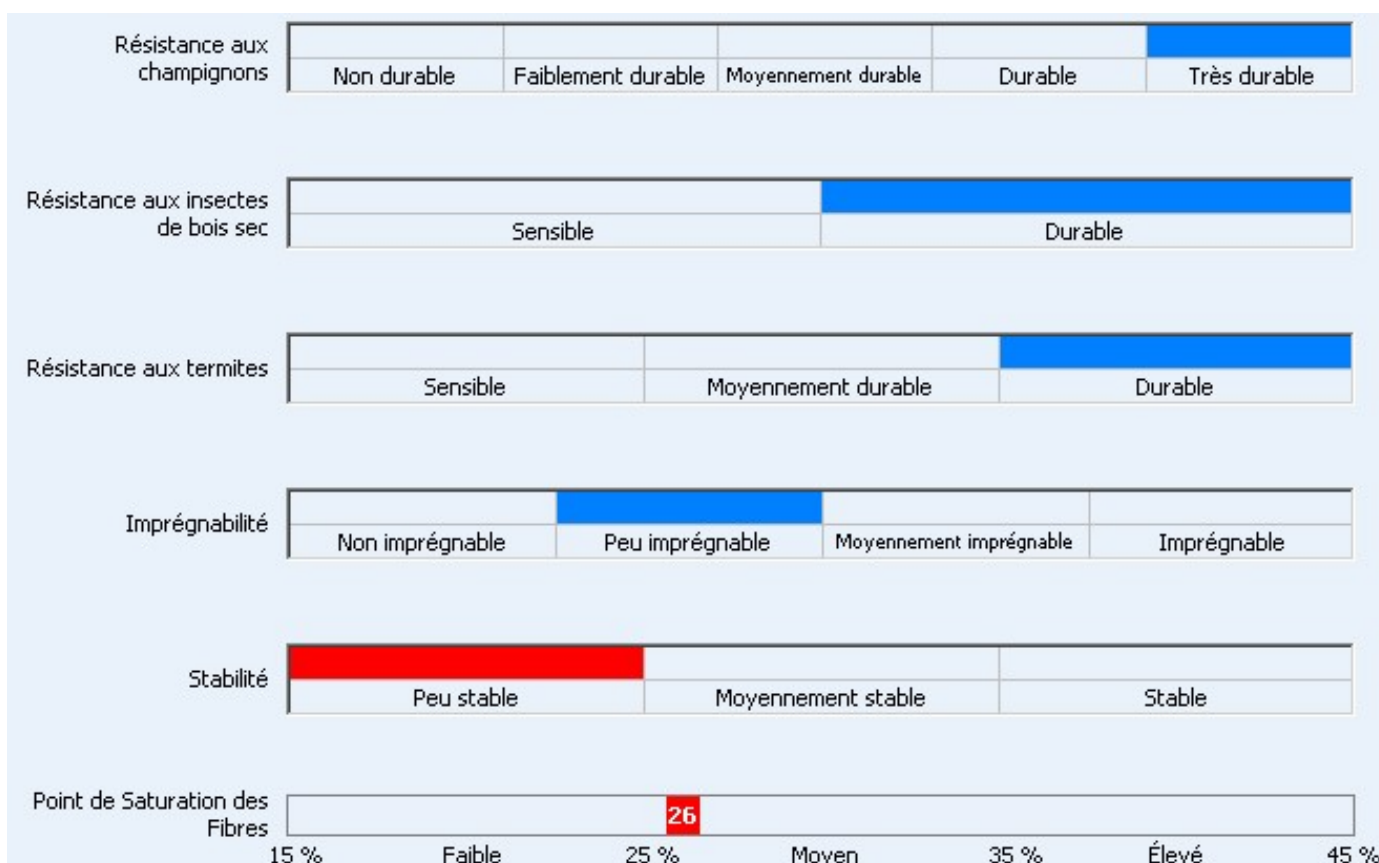 Résistance aux
champignons
Non durable Faiblement durable Moyennement durable Durable Très durable
Résistance aux insectes
de bois sec
Sensible Durable
Résistance aux termites
Sensible Moyennement durable Durable
Imprégnabilité
Non imprégnable Peu imprégnable Moyennement imprégnable Imprégnable
Stabilité
Peu stable Moyennement stable Stable
Point de Saturation des
Fibres
26
15 % Faible 25 % Moyen 35 % Élevé 45 %